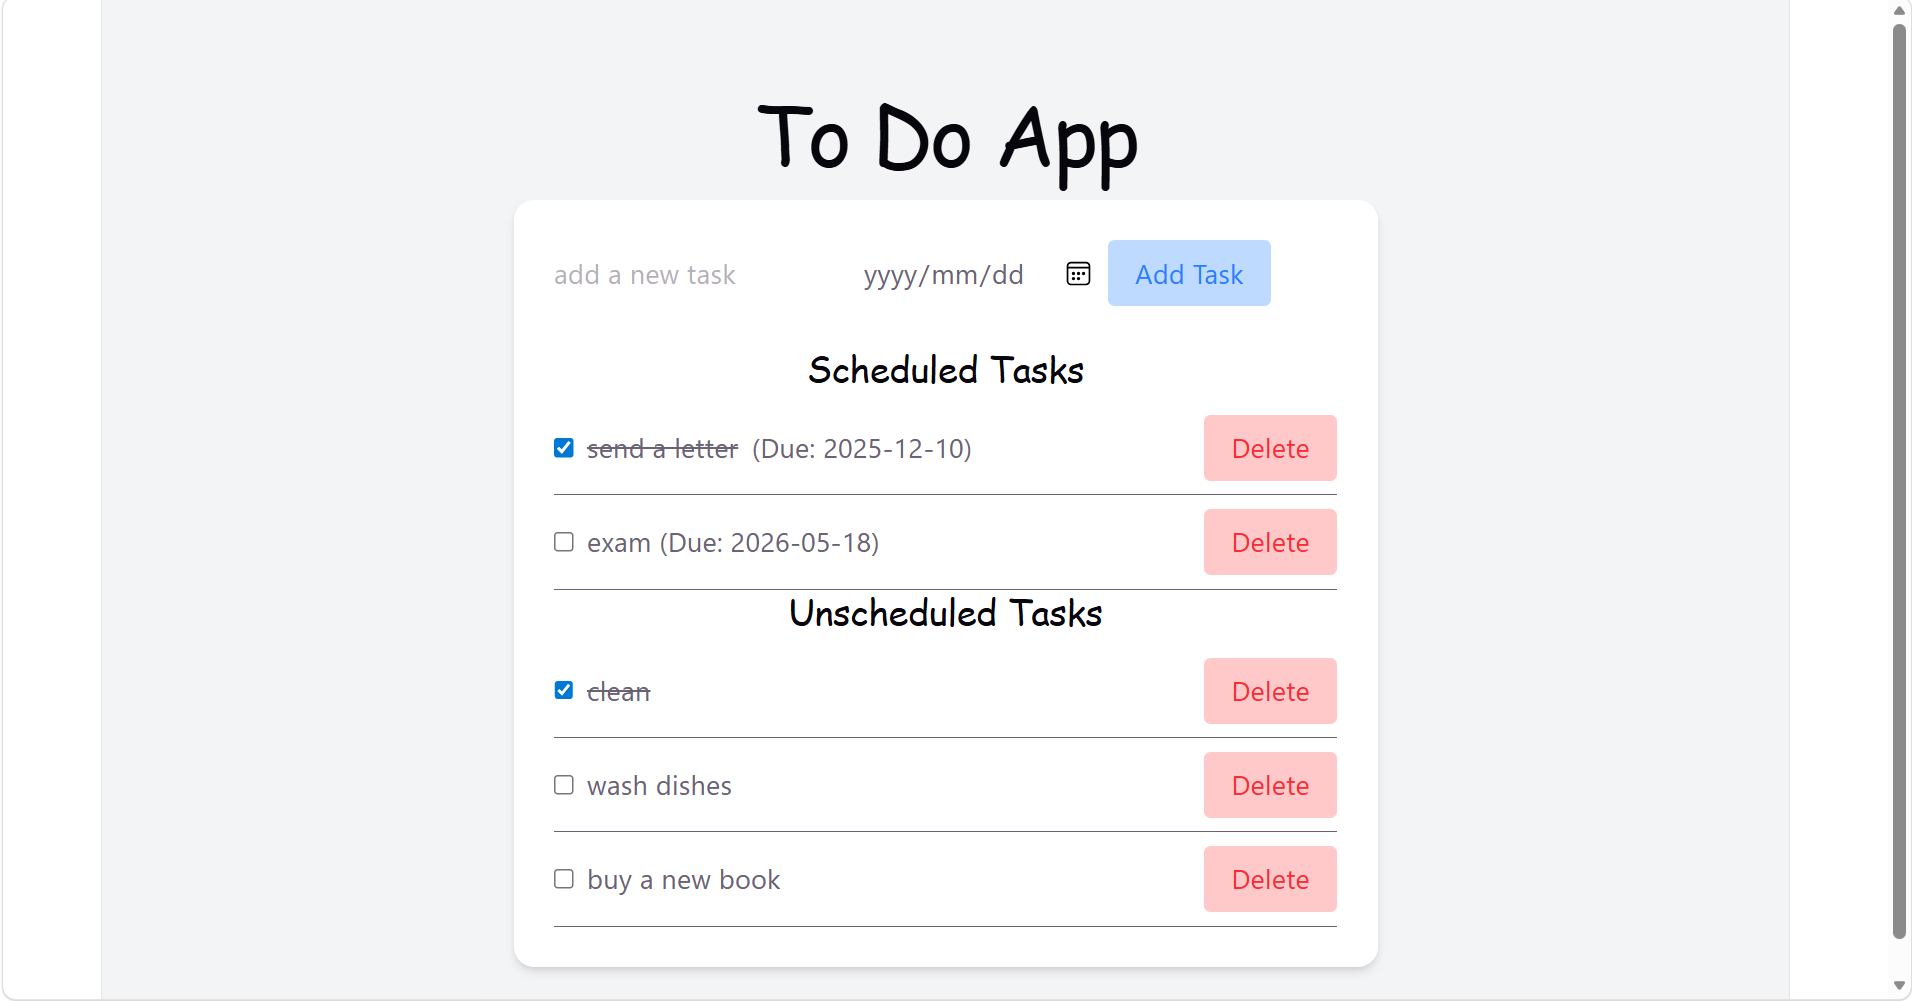 To Do App
add a new task yyyy/mm/dd Add Task
Scheduled Tasks
send a letter (Due: 2025-12-10) Delete
exam (Due: 2026-05-18) Delete
Unscheduled Tasks
clean Delete
wash dishes Delete
buy a new book Delete